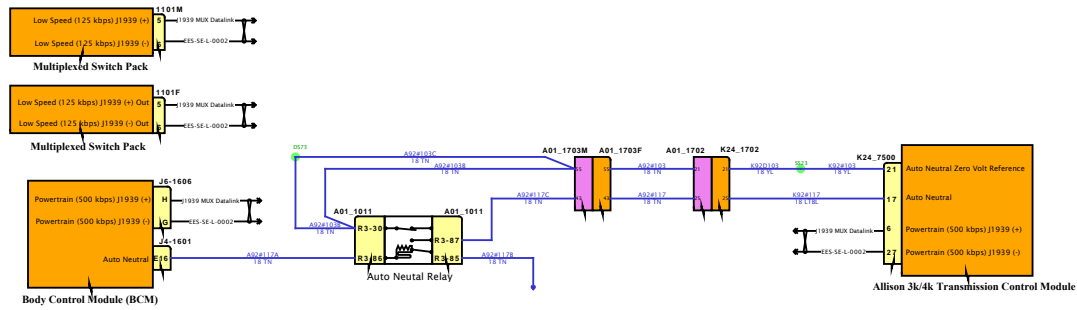 1101M
Low Speed (125 kbps) J1939 (+)
5
J1939 MUX Datalink
Low Speed (125 kbps) J1939 (-)
6
EES-SE-L-0002
Multiplexed Switch Pack
1101F
Low Speed (125 kbps) J1939 (+) Out
5
J1939 MUX Datalink
Low Speed (125 kbps) J1939 (-) Out
6
EES-SE-L-0002
Multiplexed Switch Pack
J6-1606
Powertrain (500 kbps) J1939 (+)
H
J1939 MUX Datalink
Powertrain (500 kbps) J1939 (-)
G
EES-SE-L-0002
J4-1601
Auto Neutral
E16
A92#117A
18 TN
Body Control Module (BCM)
DS73
A92#103C
18 TN
A92#103B
18 TN
A01_1011
A01_1011
R3-30
R3-87
R3-86
R3-85
Auto Neutal Relay
A92#117C
18 TN
A92#117B
18 TN
A01_1703M
A01_1703F
A92#103
18 TN
A92#117
18 TN
A01_1702
K24_1702
K92D103
18 YL
SS23
K92#103
18 YL
K92#117
18 LTBL
K24_7500
21
Auto Neutral Zero Volt Reference
17
Auto Neutral
J1939 MUX Datalink
6
Powertrain (500 kbps) J1939 (+)
EES-SE-L-0002
27
Powertrain (500 kbps) J1939 (-)
Allison 3k/4k Transmission Control Module